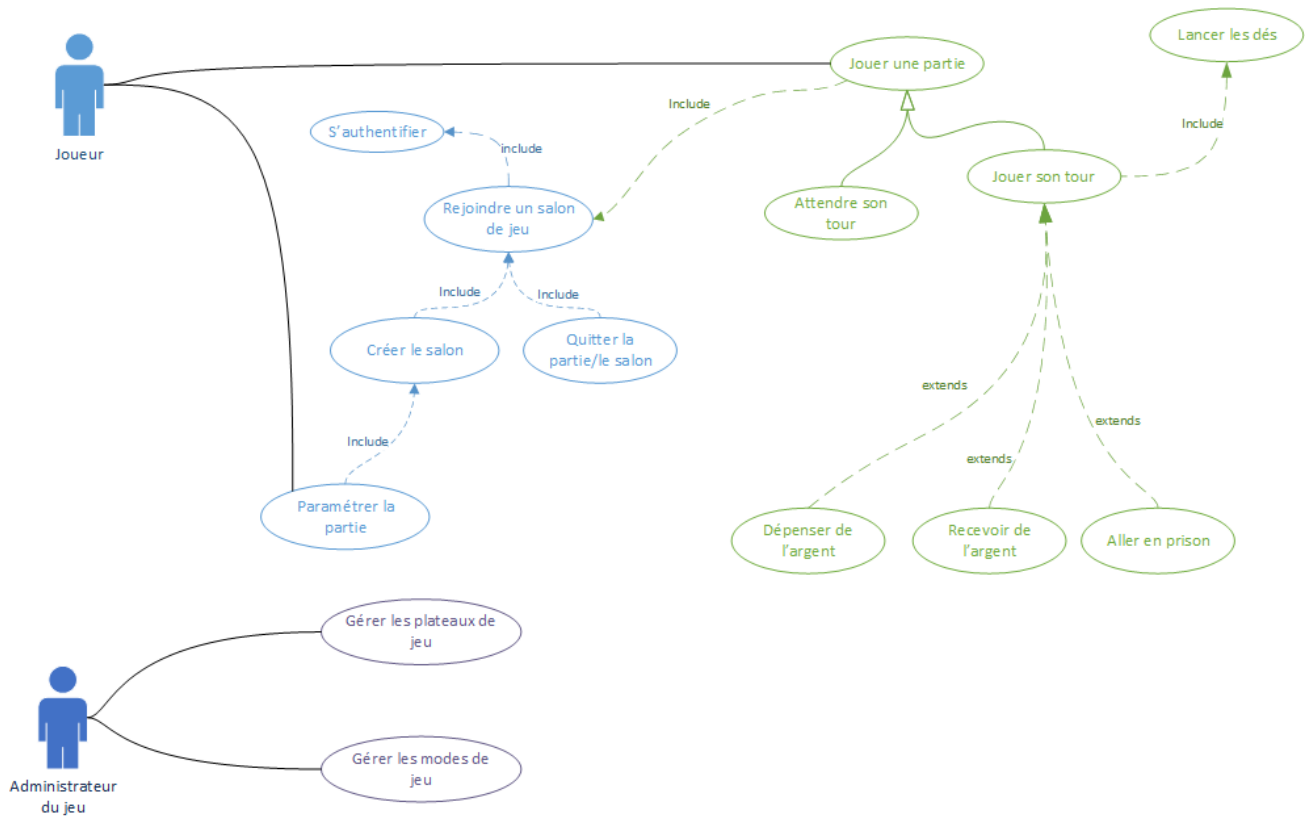 Lancer les dés
Jouer une partie
Include
Include
S'authentifier
include
Joueur
Jouer son tour
Rejoindre un salon
de jeu
Attendre son
tour
Include
Include
Créer le salon
Quitter la
partie/le salon
extends
extends
Include
extends
Paramétrer la
partie
Dépenser de
l'argent
Recevoir de
l'argent
Aller en prison
Gérer les plateaux de
jeu
Gérer les modes de
jeu
Administrateur
du jeu